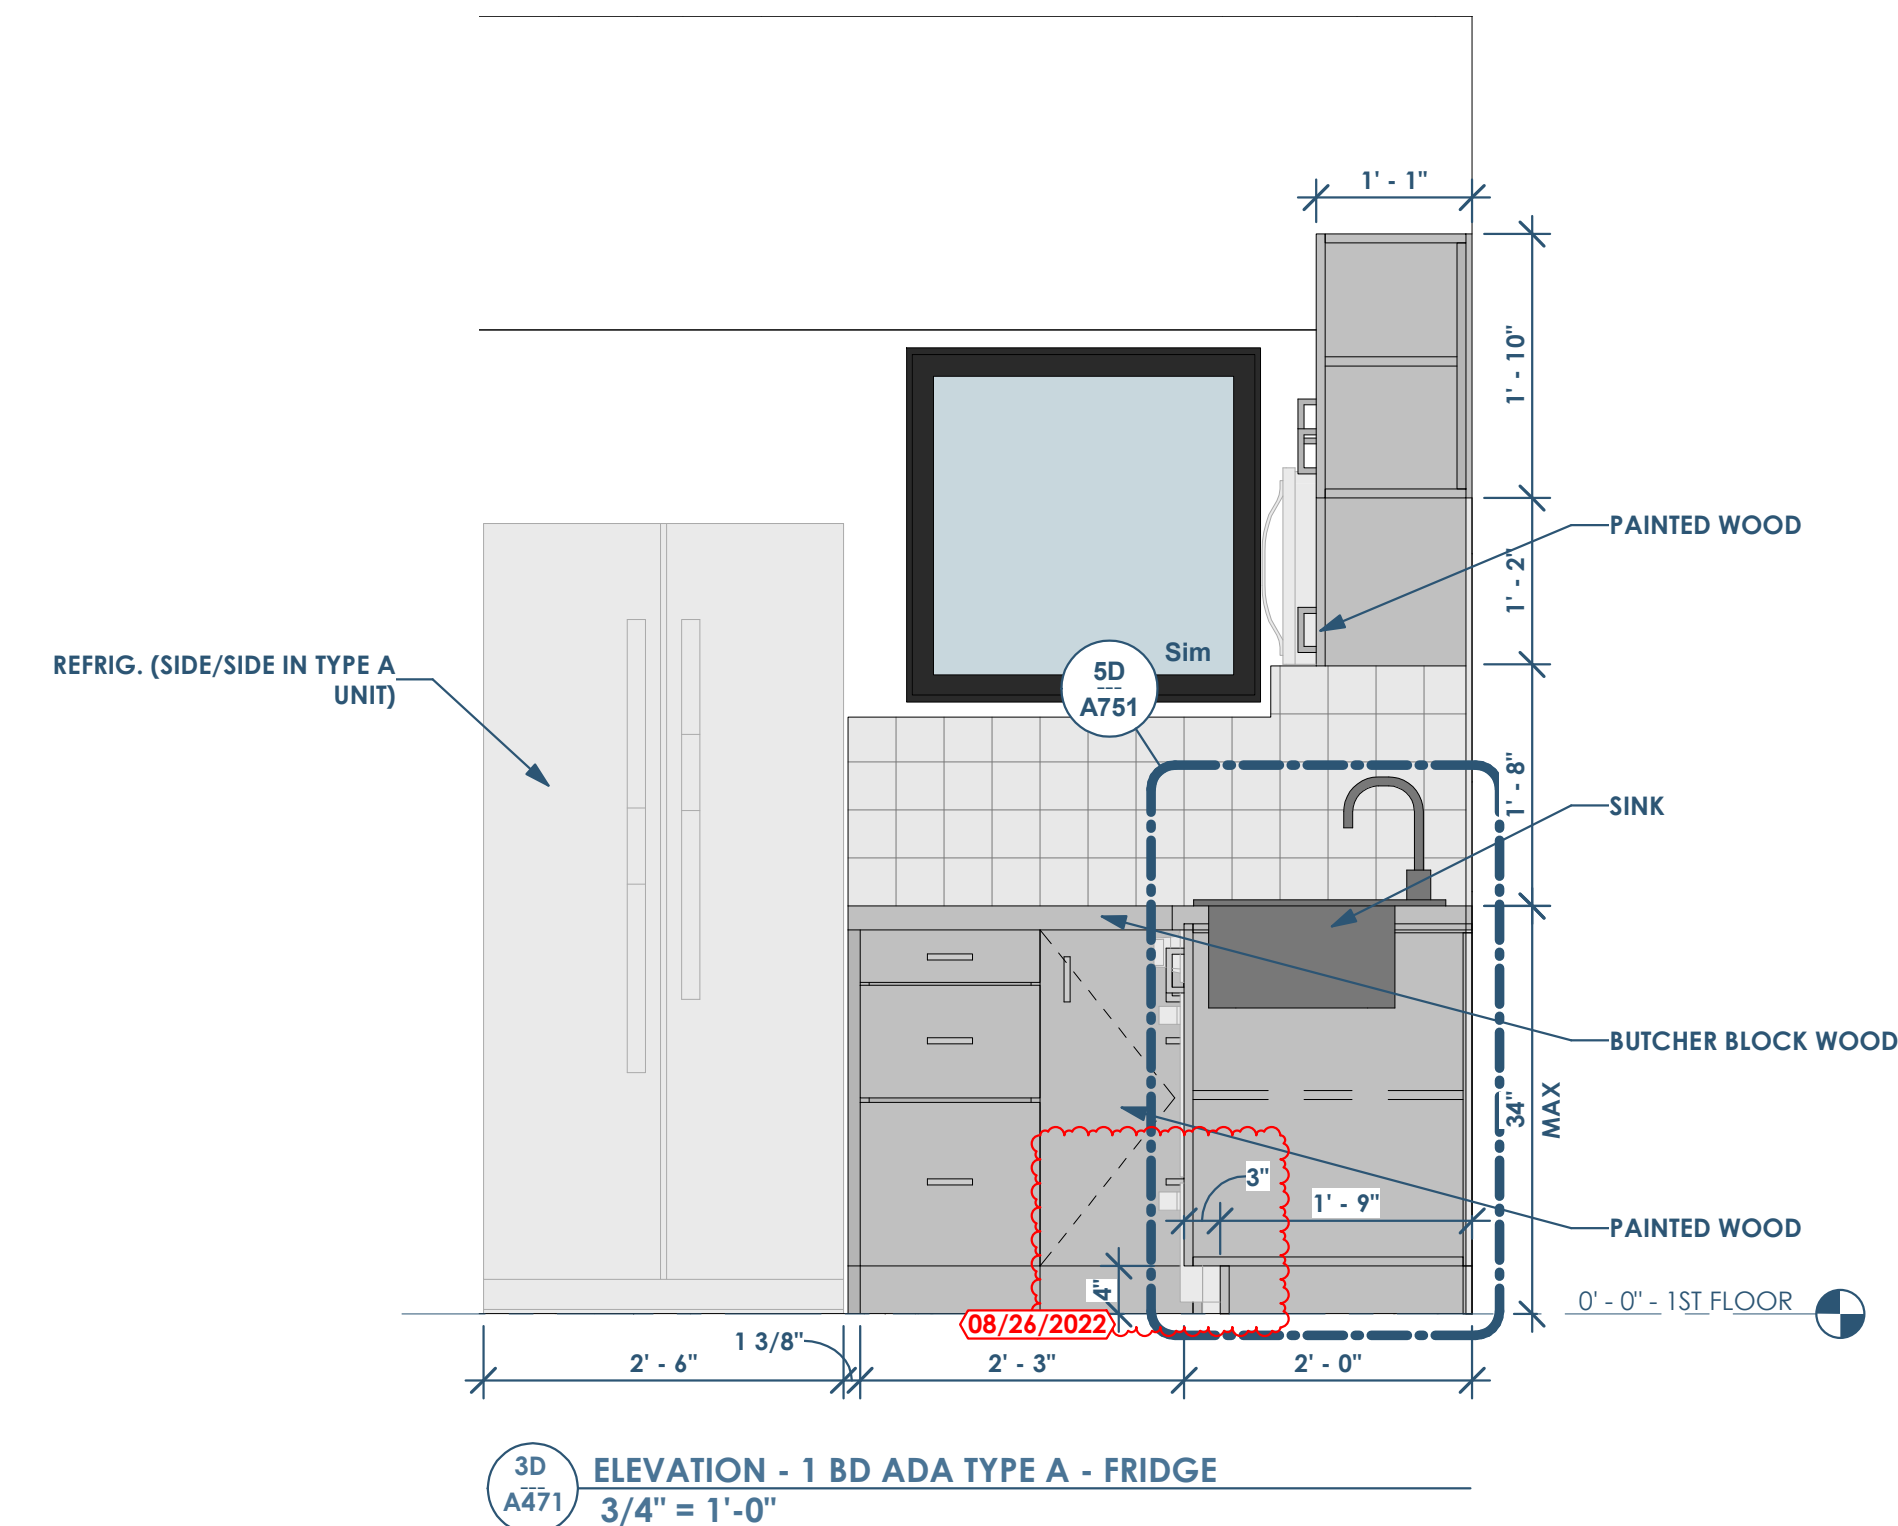 1' - 1"
1' - 10"
PAINTED WOOD
1' - 2"
Sim
REFRIG. (SIDE/SIDE IN TYPE A
UNIT)
5D
---
A751
1' - 8"
SINK
BUTCHER BLOCK WOOD
34"
MAX
3"
1' - 9"
PAINTED WOOD
4"
0' - 0" - 1ST FLOOR
08/26/2022
1 3/8"
2' - 6"
2' - 3"
2' - 0"
3D
---
A471
ELEVATION - 1 BD ADA TYPE A - FRIDGE
3/4" = 1'-0"